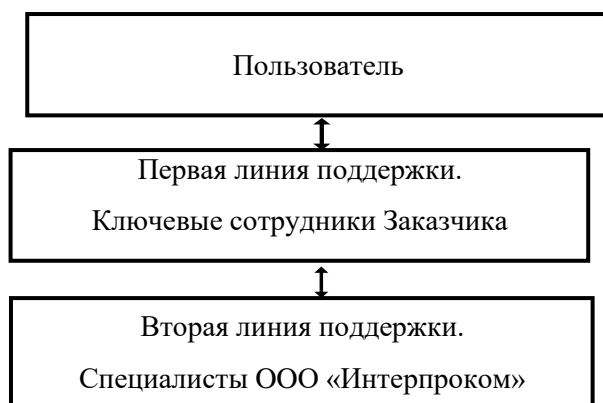 Пользователь
Первая линия поддержки.
Ключевые сотрудники Заказчика
Вторая линия поддержки.
Специалисты ООО «Интерпроком»